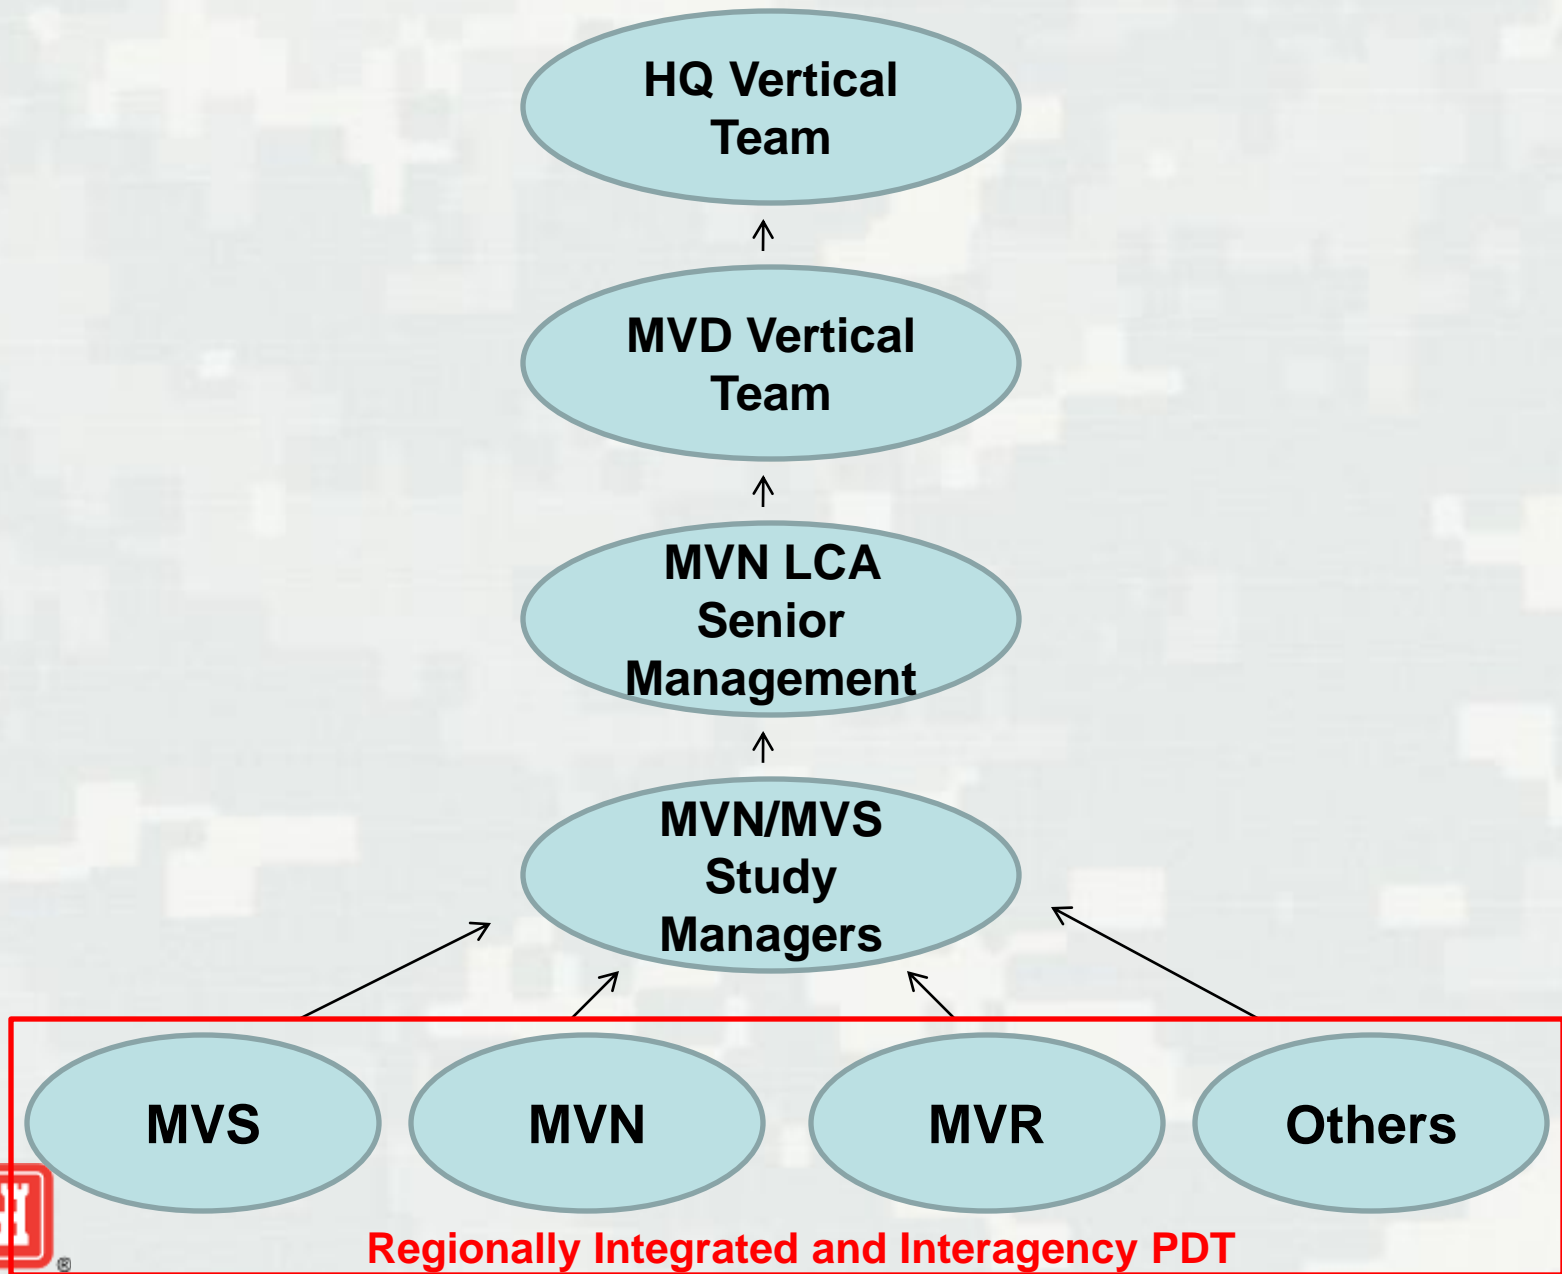 HQ Vertical
Team
MVD Vertical
Team
MVN LCA
Senior
Management
MVN/MVS
Study
Managers
MVS
MVN
MVR
Others
®
Regionally Integrated and Interagency PDT